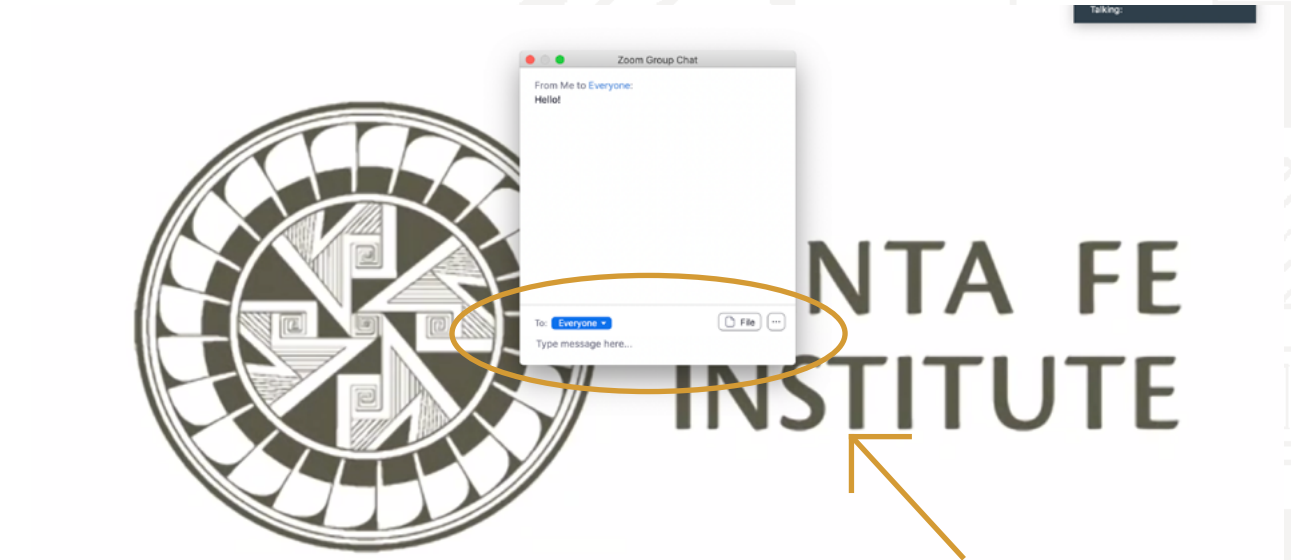 Talking:
Zoom Group Chat
From Me to Everyone:
Hello!
NTA FE
To: Everyone
File
Type message here...
INSTITUTE